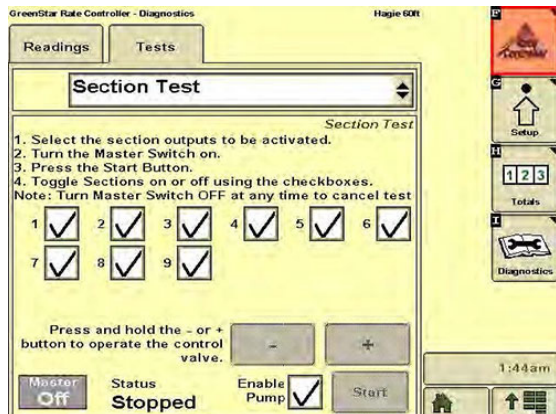 GreenStar Rate Controller - Diagnostics Hagie 60ft
Readings Tests
Section Test
Section Test
1. Select the section outputs to be activated.
2. Turn the Master Switch on.
3. Press the Start Button.
4. Toggle Sections on or off using the checkboxes.
Note: Turn Master Switch OFF at any time to cancel test
1 2 3 4 5 6
7 8 9
Press and hold the - or +
button to operate the control
valve.
- +
Master
Off
Status
Stopped
Enable
Pump
Start
F
G
Setup
H
1 2 3
Totals
I
Diagnostics
1:44am